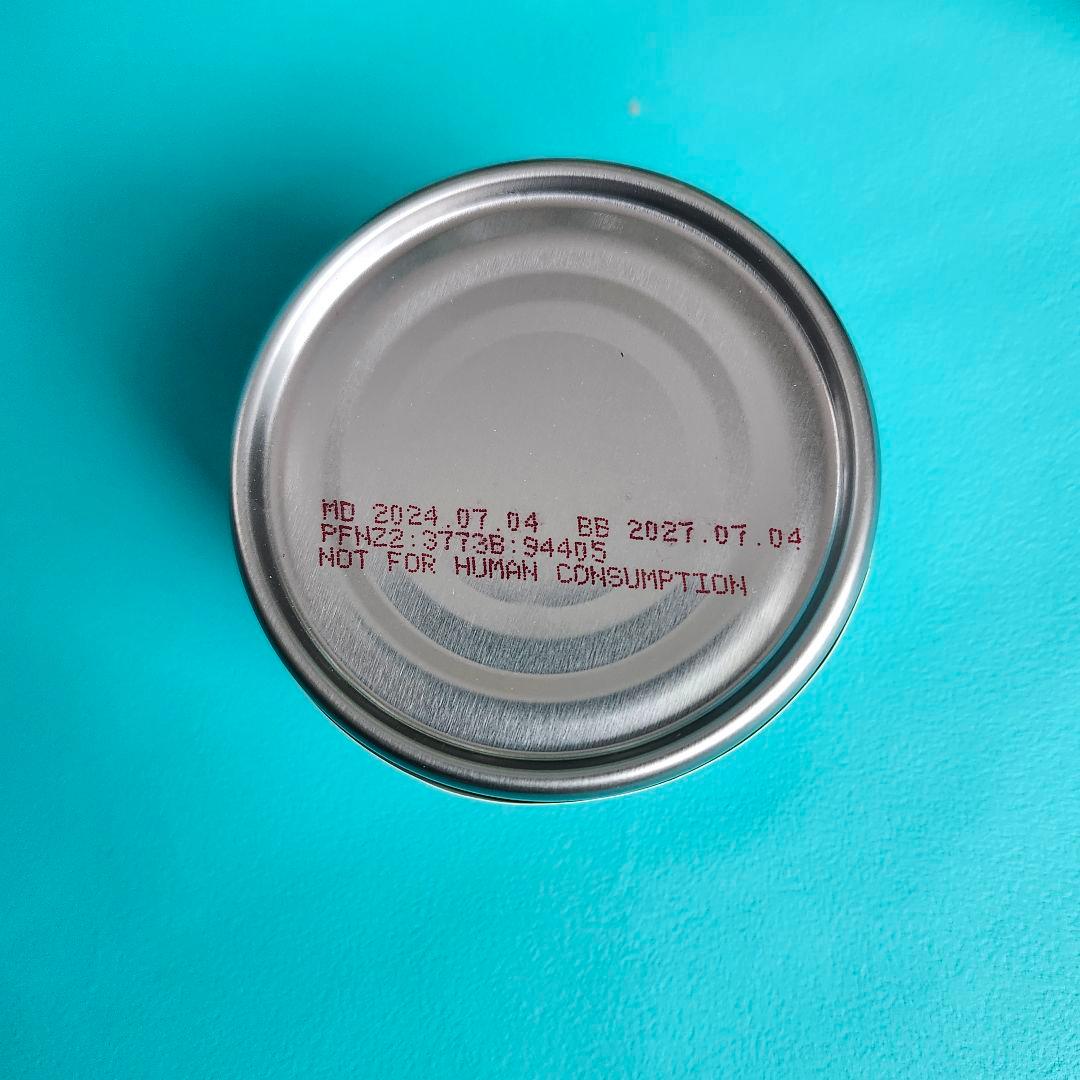 MD 2024.07.04 BB 2027.07.04
PFNZ2:3773B:94405
NOT FOR HUMAN CONSUMPTION